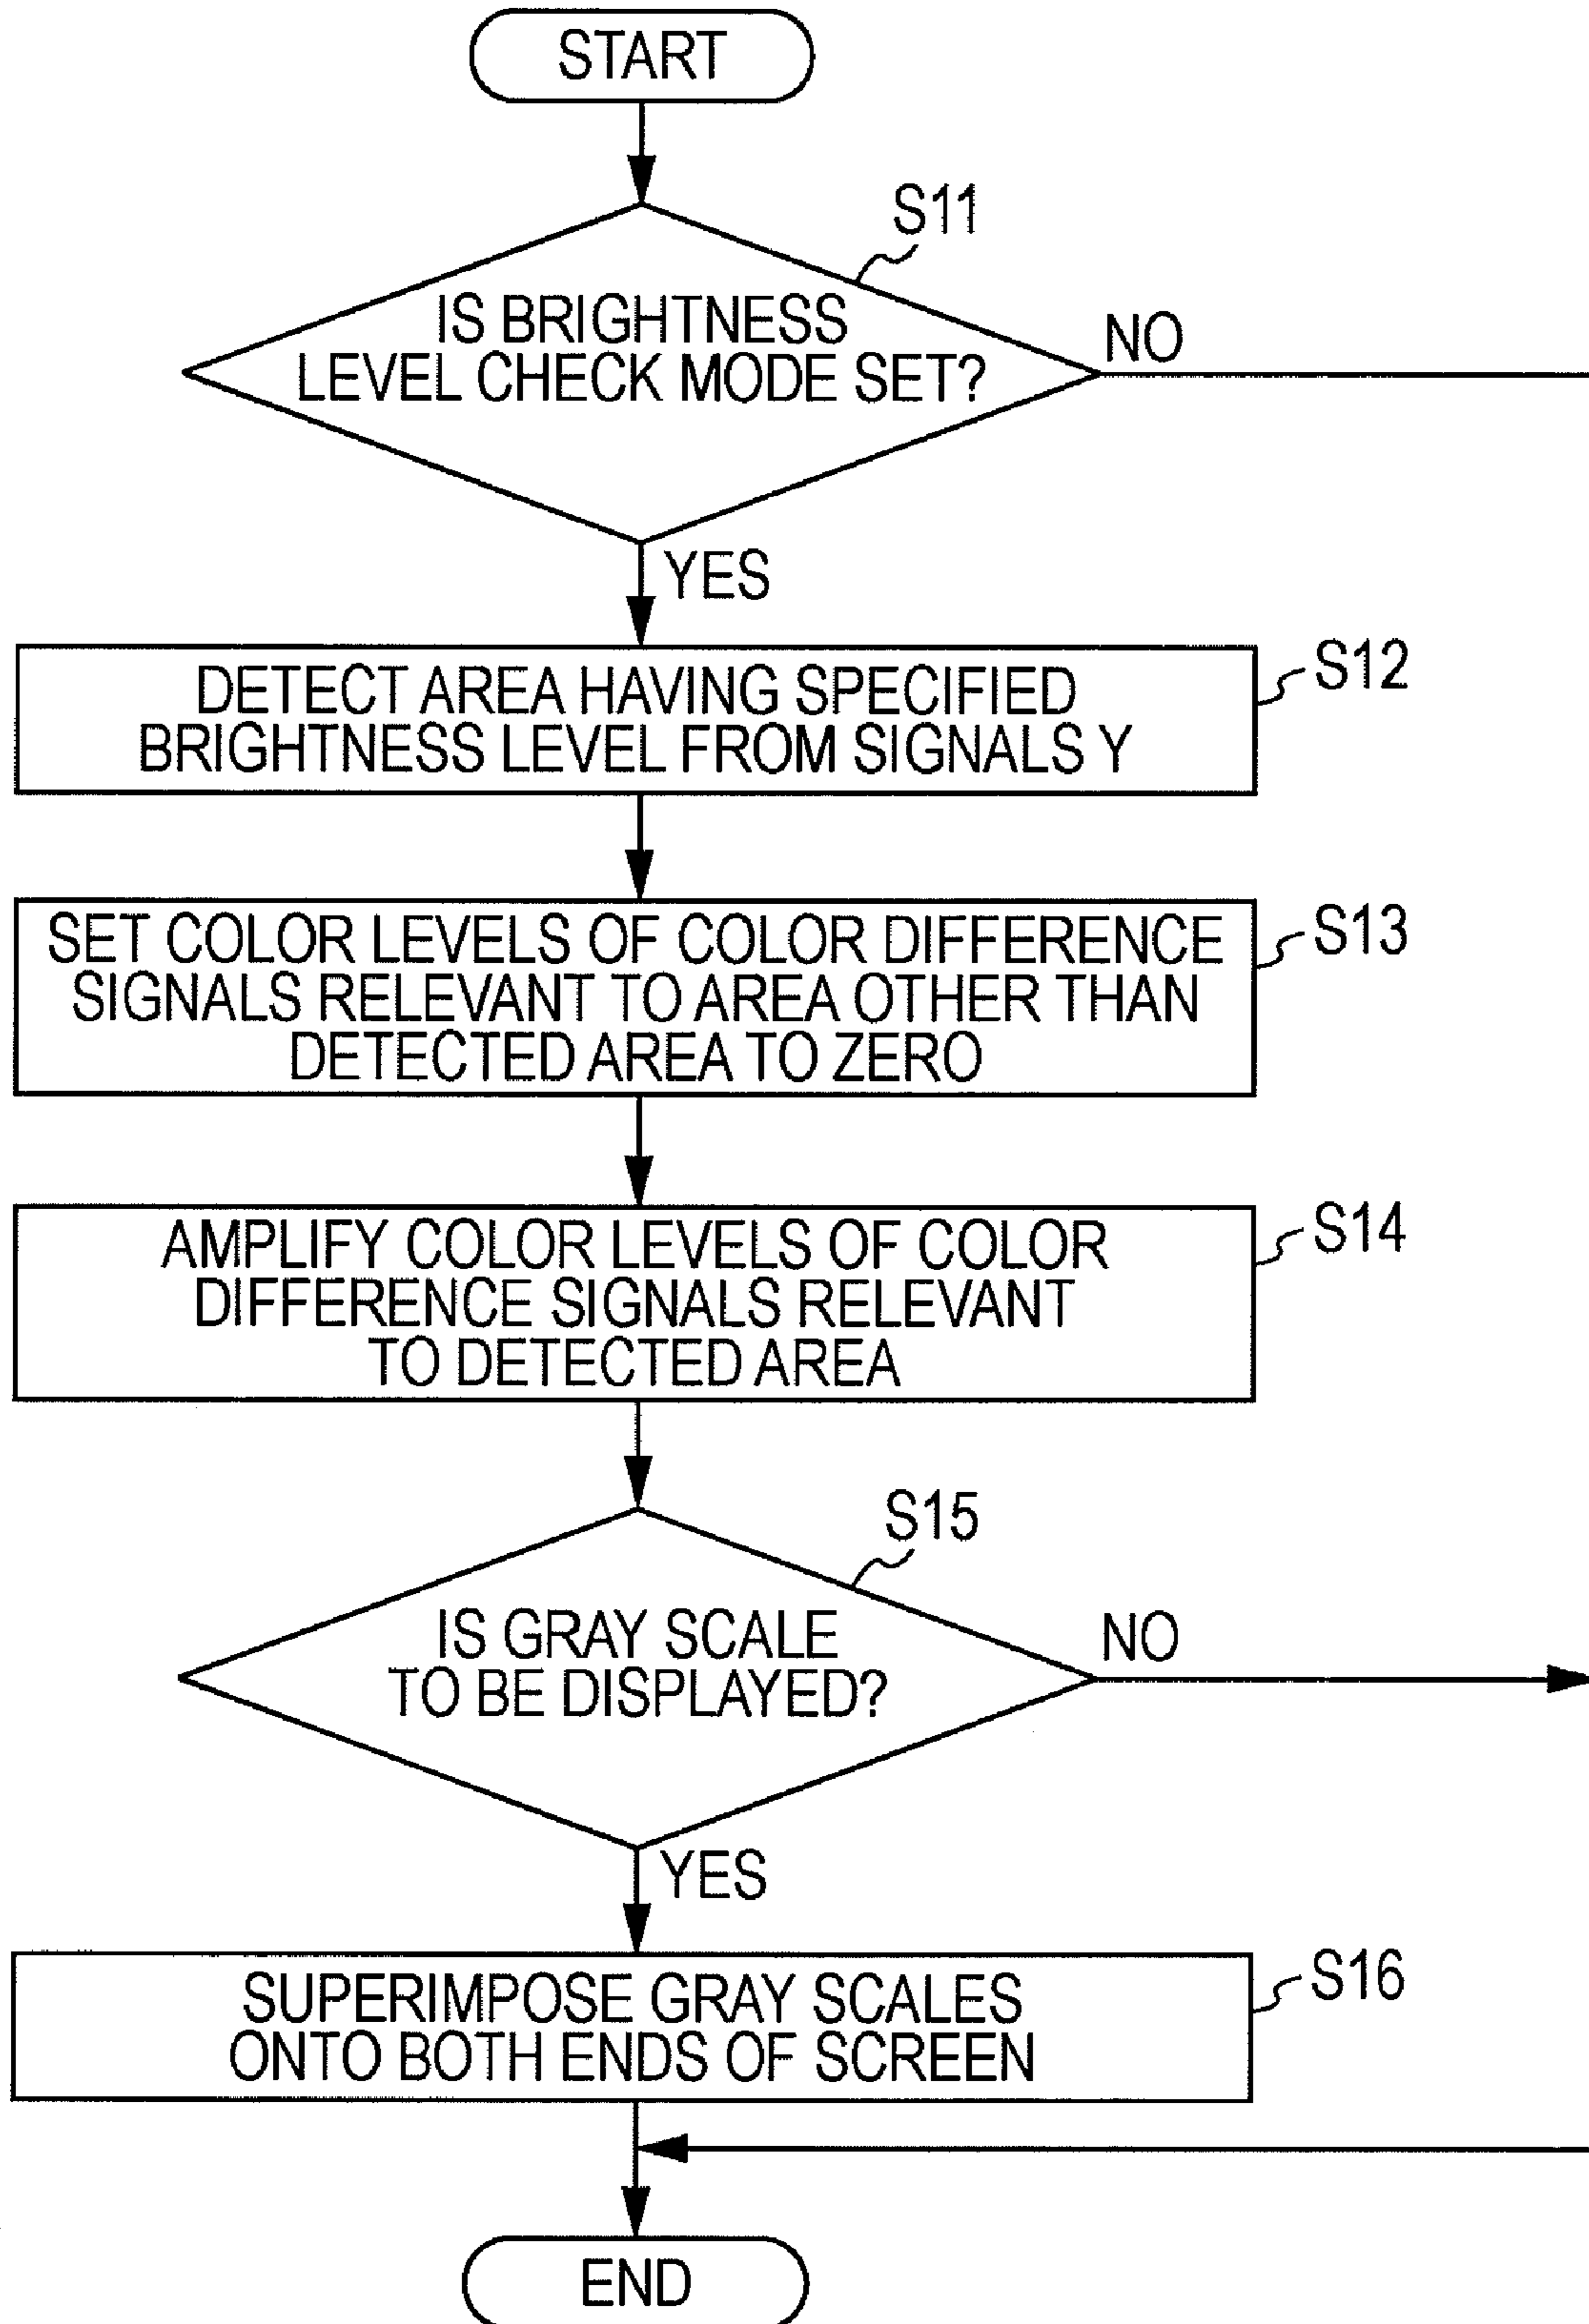 START
S11
IS BRIGHTNESS
LEVEL CHECK MODE SET?
NO
YES
S12
DETECT AREA HAVING SPECIFIED
BRIGHTNESS LEVEL FROM SIGNALS Y
S13
SET COLOR LEVELS OF COLOR DIFFERENCE
SIGNALS RELEVANT TO AREA OTHER THAN
DETECTED AREA TO ZERO
S14
AMPLIFY COLOR LEVELS OF COLOR
DIFFERENCE SIGNALS RELEVANT
TO DETECTED AREA
S15
IS GRAY SCALE
TO BE DISPLAYED?
NO
YES
S16
SUPERIMPOSE GRAY SCALES
ONTO BOTH ENDS OF SCREEN
END